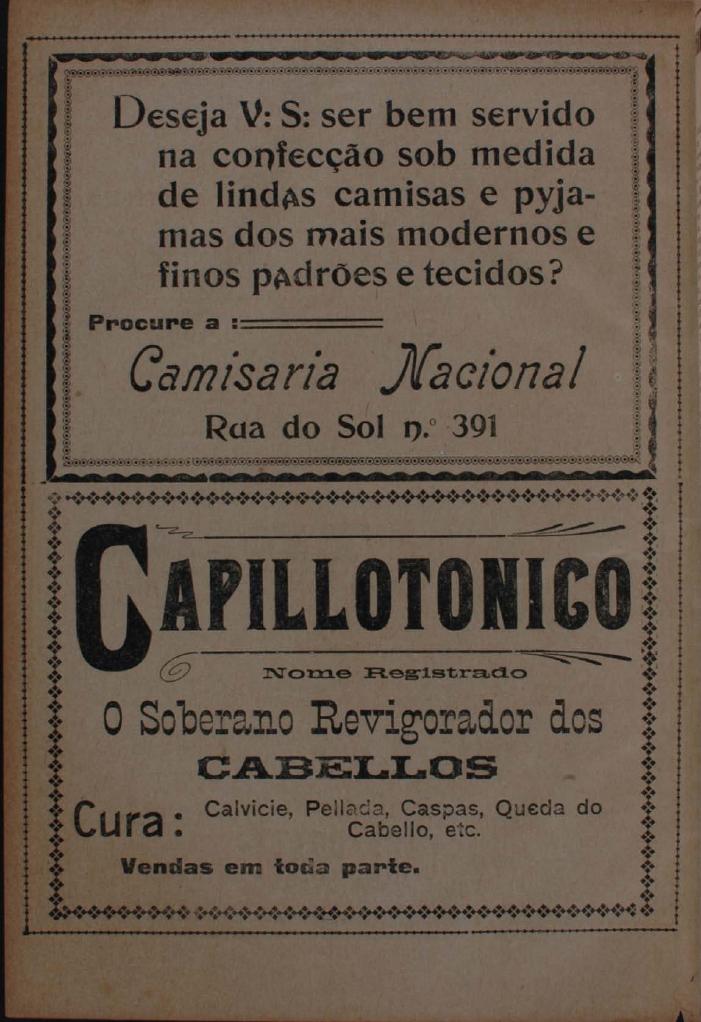 Deseja V: S: ser bem servido
na confecção sob medida
de lindas camisas e pyja-
mas dos mais modernos e
finos padrões e tecidos?
Procure a :
Camisaria Nacional
Rua do Sol n.º 391
CAPILLOTONICO
Nome Registrado
O Soberano Revigorador dos
CABELLOS
Cura: Calvicie, Pellada, Caspas, Queda do
Cabello, etc.
Vendas em toda parte.